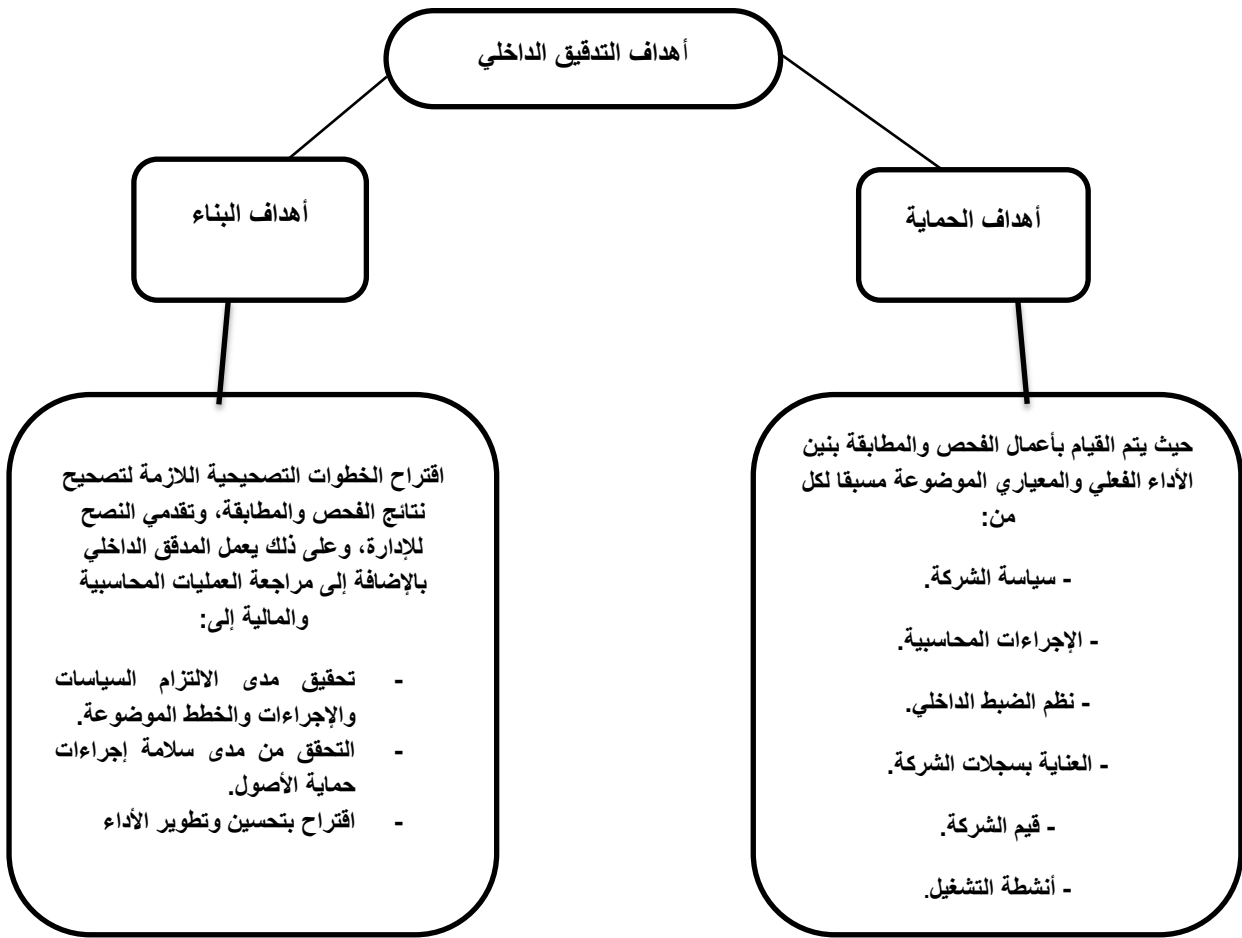 أهداف التدقيق الداخلي
أهداف الحماية
أهداف البناء
حيث يتم القيام بأعمال الفحص والمطابقة بنين
الأداء الفعلي والمعياري الموضوعة مسبقا لكل
من:
- سياسة الشركة.
- الإجراءات المحاسبية.
- نظم الضبط الداخلي.
- العناية بسجلات الشركة.
- قيم الشركة.
- أنشطة التشغيل.
اقتراح الخطوات التصحيحية اللازمة لتصحيح
نتائج الفحص والمطابقة، وتقدمي النصح
للإدارة، وعلى ذلك يعمل المدقق الداخلي
بالإضافة إلى مراجعة العمليات المحاسبية
والمالية إلى:
- تحقيق مدى الالتزام السياسات
والإجراءات والخطط الموضوعة.
- التحقق من مدى سلامة إجراءات
حماية الأصول.
- اقتراح بتحسين وتطوير الأداء